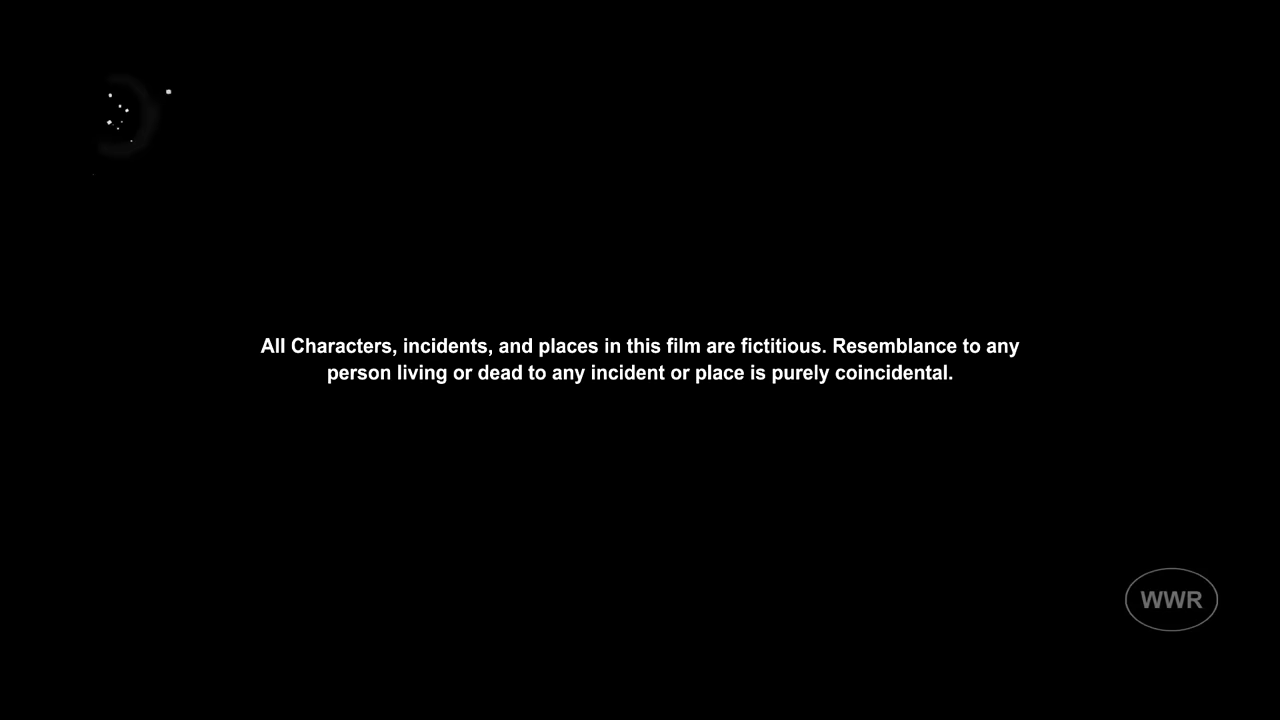 All Characters, incidents, and places in this film are fictitious. Resemblance to any
person living or dead to any incident or place is purely coincidental.
WWR